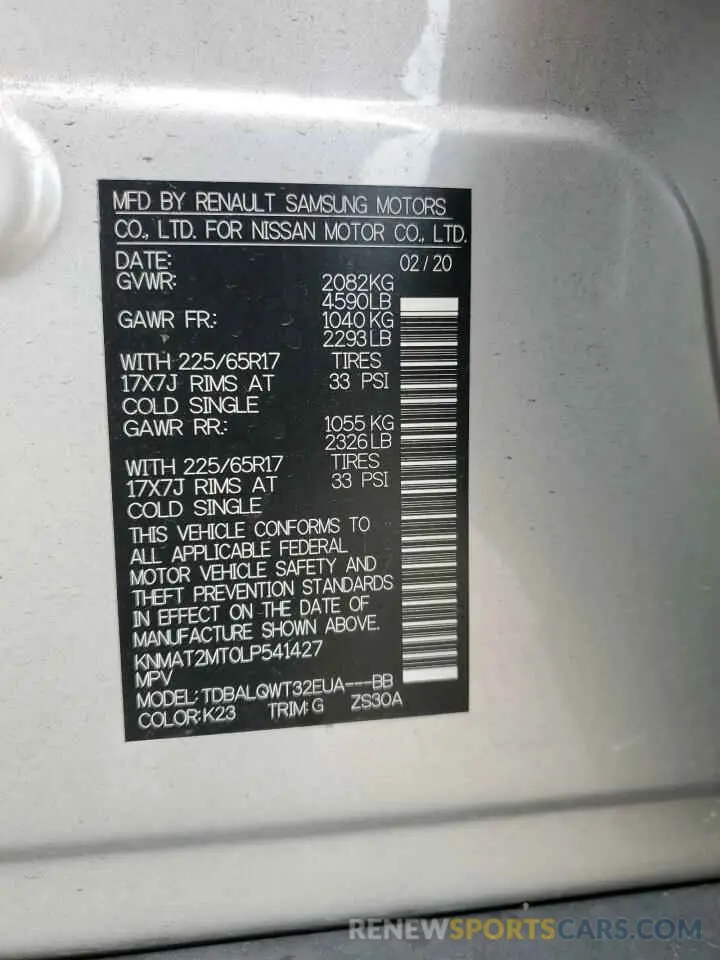 MFD BY RENAULT SAMSUNG MOTORS
CO., LTD. FOR NISSAN MOTOR CO., LTD.
DATE: 02/20
GVWR: 2082KG
4590LB
GAWR FR.: 1040KG
2293LB
WITH 225/65R17 TIRES
17X7J RIMS AT 33 PSI
COLD SINGLE
GAWR RR.: 1055 KG
2326LB
WITH 225/65R17 TIRES
17X7J RIMS AT 33 PSI
COLD SINGLE
THIS VEHICLE CONFORMS TO
ALL APPLICABLE FEDERAL
MOTOR VEHICLE SAFETY AND
THEFT PREVENTION STANDARDS
IN EFFECT ON THE DATE OF
MANUFACTURE SHOWN ABOVE.
KNMAT2MT0LP541427
MPV
MODEL: TDBALQWT32EUA---BB
COLOR: K23 TRIM: G ZS30A
RENEWSPORTSCARS.COM